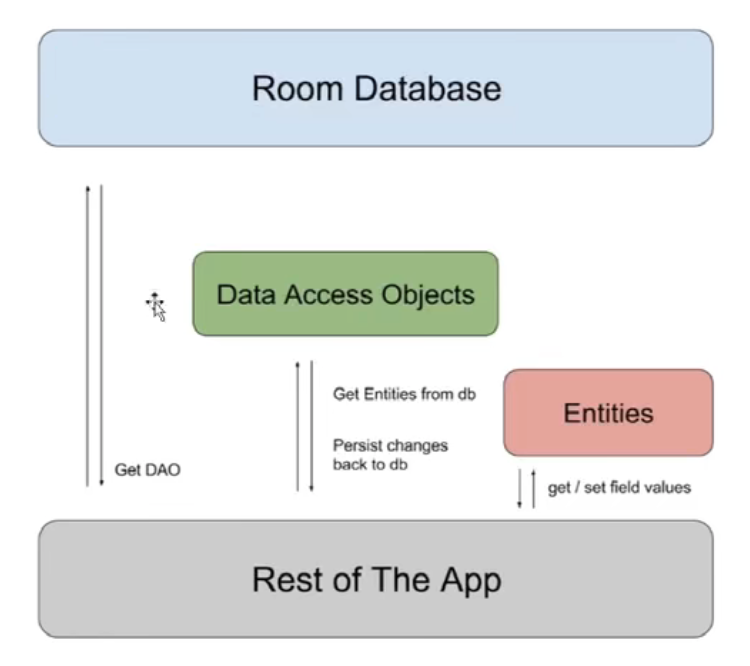 Room Database
Data Access Objects
Get Entities from db
Entities
Persist changes
back to db
Get DAO
get / set field values
Rest of The App